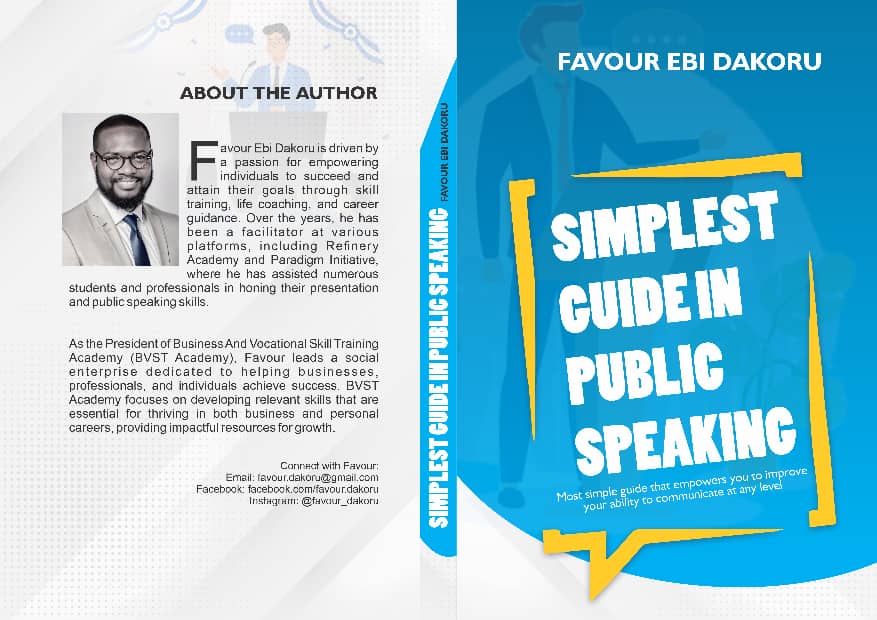 ABOUT THE AUTHOR
Favour Ebi Dakoru is driven by
a passion for empowering
individuals to succeed and
attain their goals through skill
training, life coaching, and career
guidance. Over the years, he has
been a facilitator at various
platforms, including Refinery
Academy and Paradigm Initiative,
where he has assisted numerous
students and professionals in honing their presentation
and public speaking skills.
As the President of Business And Vocational Skill Training
Academy (BVST Academy), Favour leads a social
enterprise dedicated to helping businesses,
professionals, and individuals achieve success. BVST
Academy focuses on developing relevant skills that are
essential for thriving in both business and personal
careers, providing impactful resources for growth.
Connect with Favour:
Email: favour.dakoru@gmail.com
Facebook: facebook.com/favour.dakoru
Instagram: @favour_dakoru
SIMPLEST GUIDE IN PUBLIC SPEAKING FAVOUR EBI DAKORU
FAVOUR EBI DAKORU
SIMPLEST
GUIDE IN
PUBLIC
SPEAKING
Most simple guide that empowers you to improve
your ability to communicate at any level